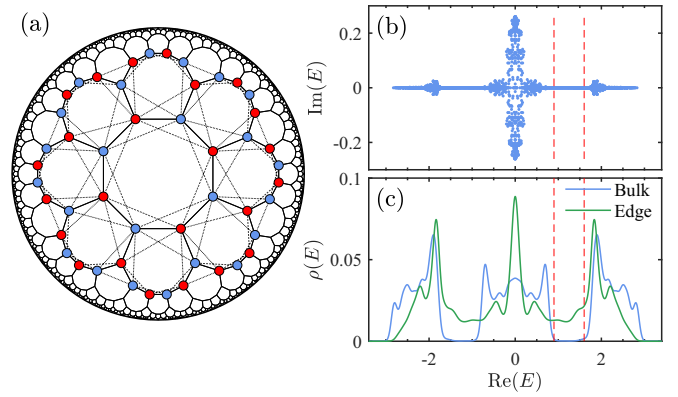 (a)
(b)
0.2
0
-0.2
Im(E)
(c)
Bulk
Edge
0.1
0.05
0
ρ(E)
-2
0
2
Re(E)